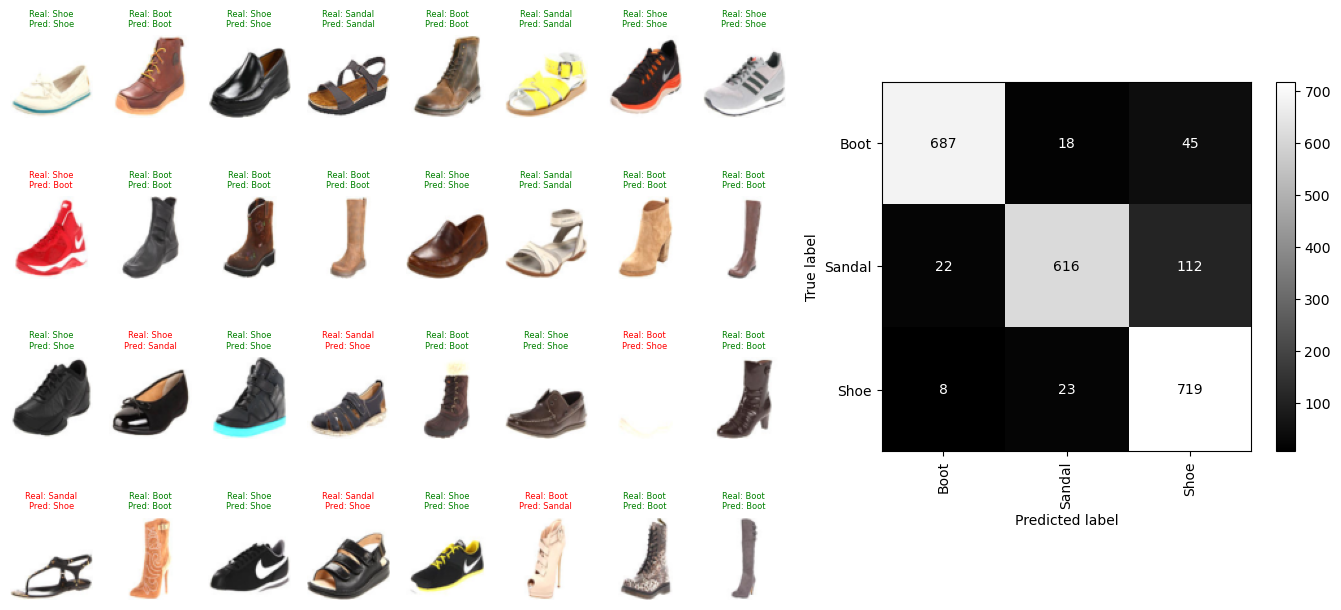 Real: Shoe
Pred: Shoe
Real: Boot
Pred: Boot
Real: Shoe
Pred: Shoe
Real: Sandal
Pred: Sandal
Real: Boot
Pred: Boot
Real: Sandal
Pred: Sandal
Real: Shoe
Pred: Shoe
Real: Shoe
Pred: Shoe
Real: Shoe
Pred: Boot
Real: Boot
Pred: Boot
Real: Boot
Pred: Boot
Real: Boot
Pred: Boot
Real: Shoe
Pred: Shoe
Real: Sandal
Pred: Sandal
Real: Boot
Pred: Boot
Real: Boot
Pred: Boot
Real: Shoe
Pred: Shoe
Real: Shoe
Pred: Sandal
Real: Shoe
Pred: Shoe
Real: Sandal
Pred: Shoe
Real: Boot
Pred: Boot
Real: Shoe
Pred: Shoe
Real: Boot
Pred: Shoe
Real: Boot
Pred: Boot
Real: Sandal
Pred: Shoe
Real: Boot
Pred: Boot
Real: Shoe
Pred: Shoe
Real: Sandal
Pred: Shoe
Real: Shoe
Pred: Shoe
Real: Boot
Pred: Sandal
Real: Boot
Pred: Boot
Real: Boot
Pred: Boot
True label
Boot 687 18 45
Sandal 22 616 112
Shoe 8 23 719
Boot Sandal Shoe
Predicted label
700
600
500
400
300
200
100